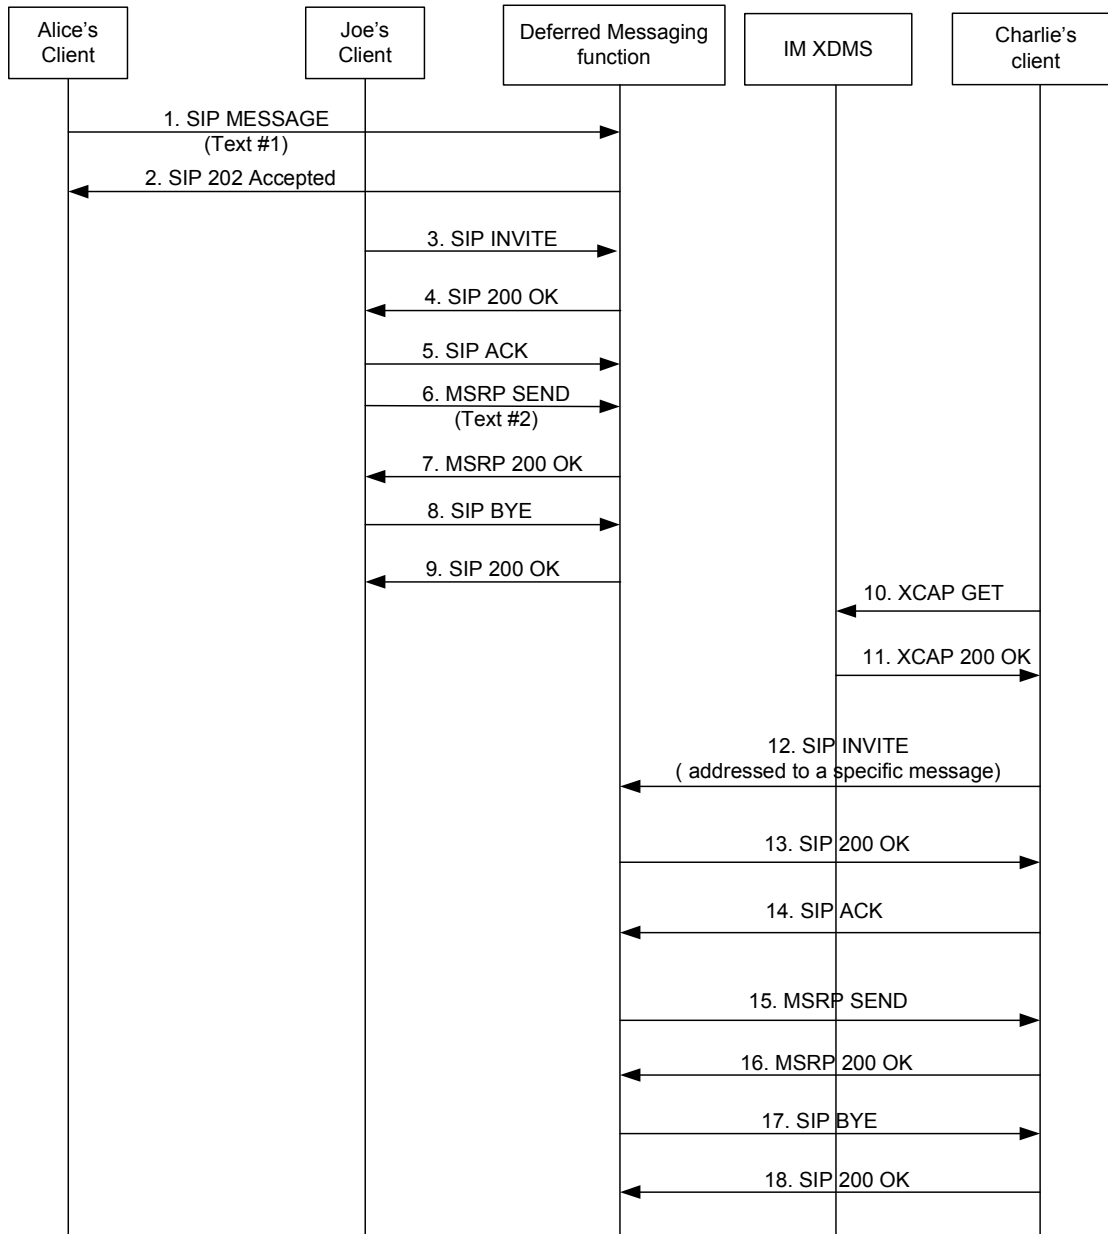 Alice's
Client
Joe's
Client
Deferred Messaging
function
IM XDMS
Charlie's
client
1. SIP MESSAGE
(Text #1)
2. SIP 202 Accepted
3. SIP INVITE
4. SIP 200 OK
5. SIP ACK
6. MSRP SEND
(Text #2)
7. MSRP 200 OK
8. SIP BYE
9. SIP 200 OK
10. XCAP GET
11. XCAP 200 OK
12. SIP INVITE
( addressed to a specific message)
13. SIP 200 OK
14. SIP ACK
15. MSRP SEND
16. MSRP 200 OK
17. SIP BYE
18. SIP 200 OK